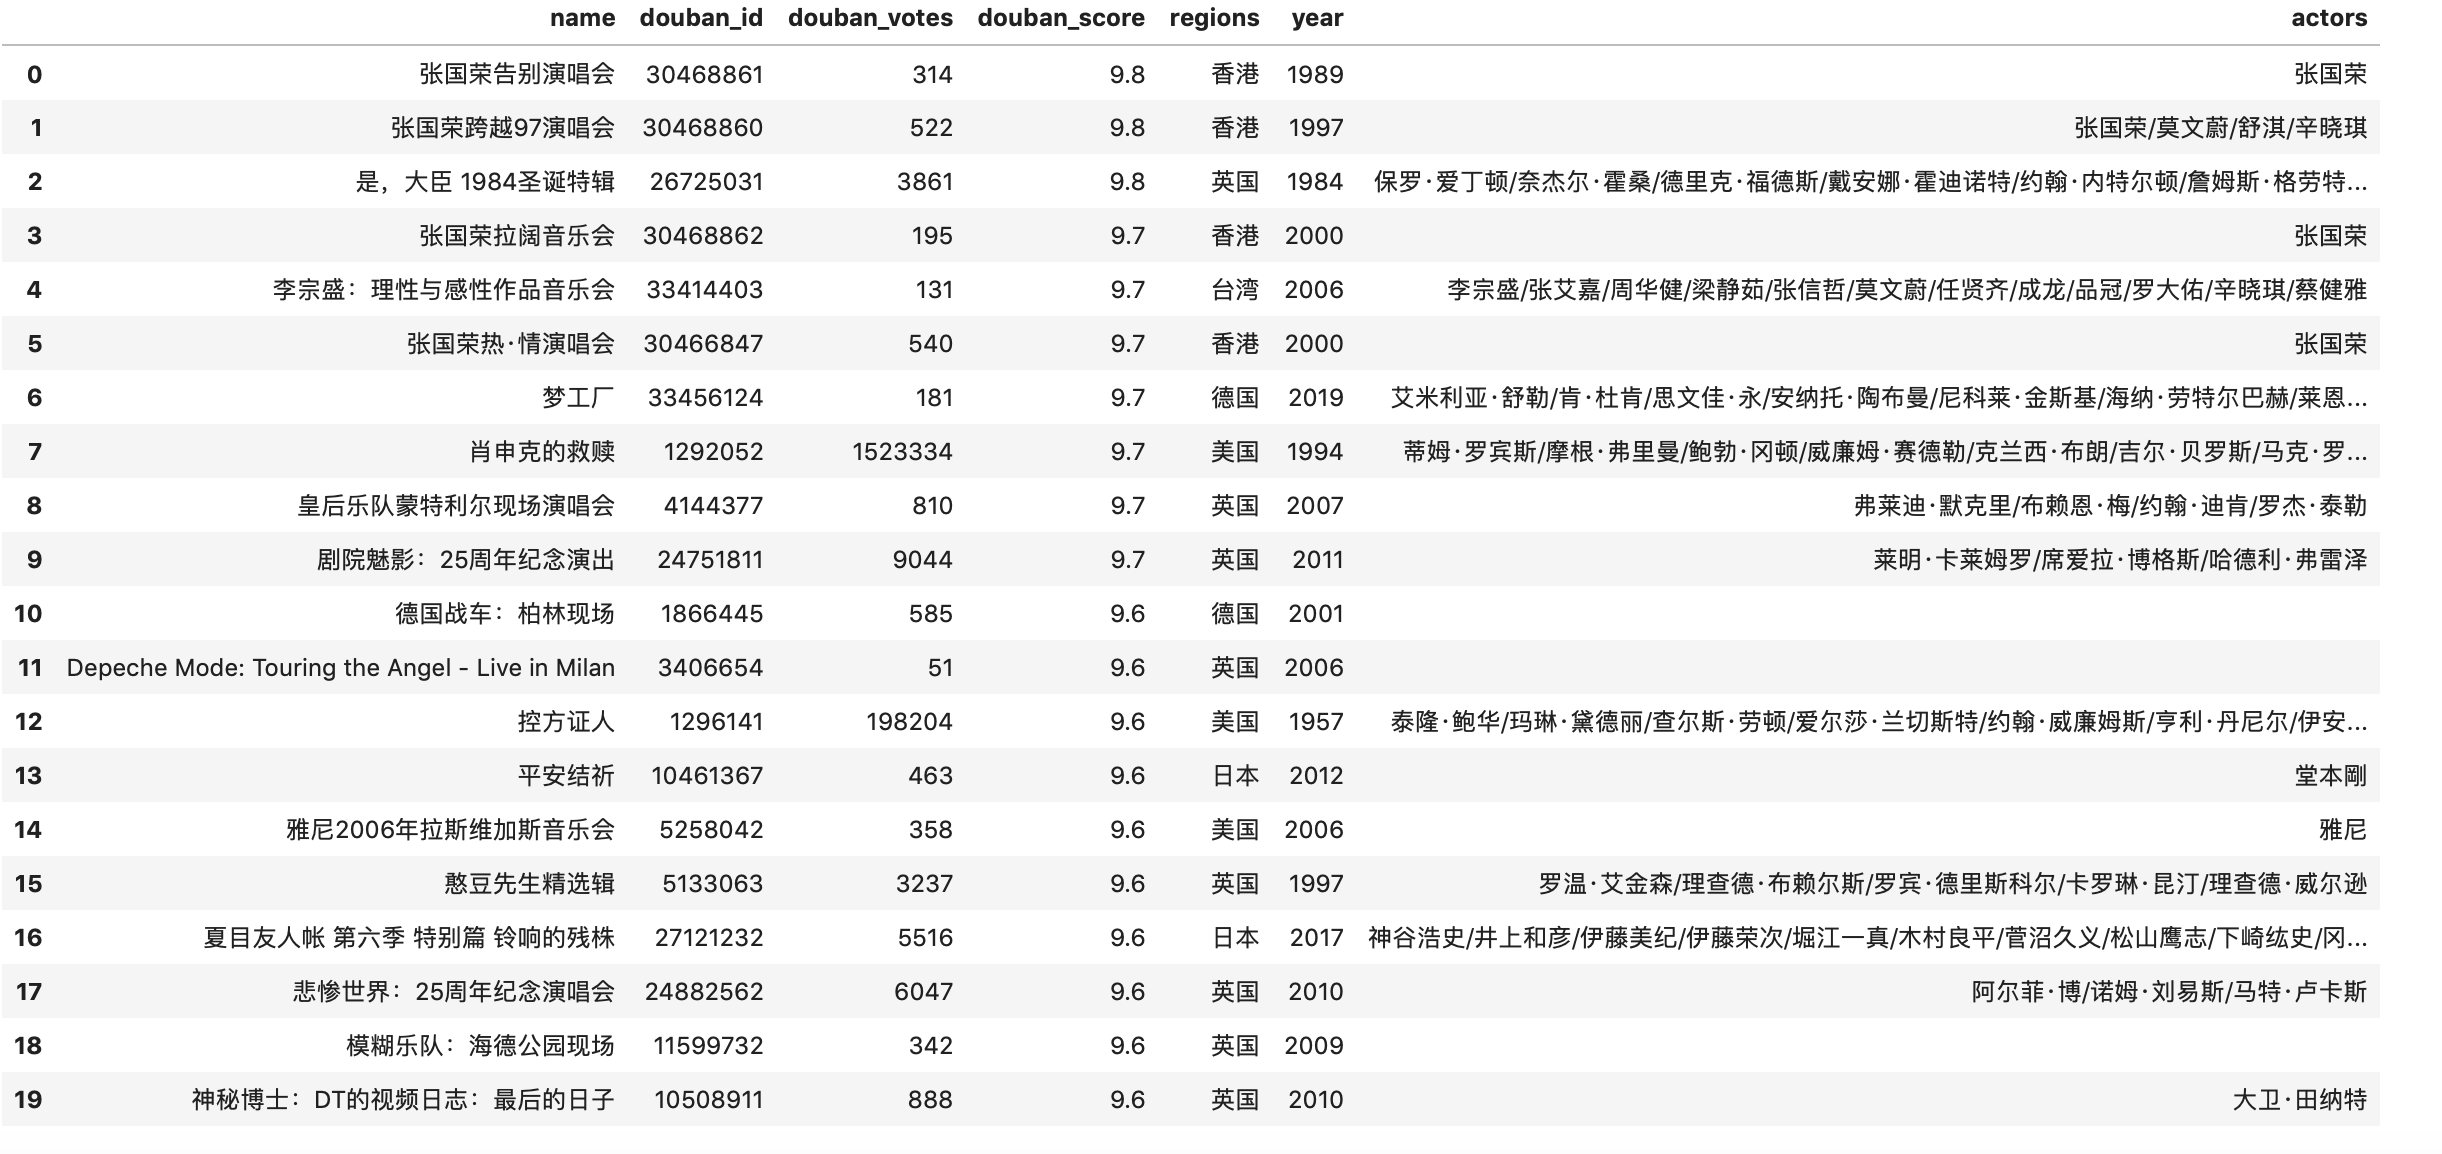 name douban_id douban_votes douban_score regions year actors
0 张国荣告别演唱会 30468861 314 9.8 香港 1989 张国荣
1 张国荣跨越97演唱会 30468860 522 9.8 香港 1997 张国荣/莫文蔚/舒淇/辛晓琪
2 是，大臣 1984圣诞特辑 26725031 3861 9.8 英国 1984 保罗·爱丁顿/奈杰尔·霍桑/德里克·福德斯/戴安娜·霍迪诺特/约翰·内特尔顿/詹姆斯·格劳特...
3 张国荣拉阔音乐会 30468862 195 9.7 香港 2000 张国荣
4 李宗盛：理性与感性作品音乐会 33414403 131 9.7 台湾 2006 李宗盛/张艾嘉/周华健/梁静茹/张信哲/莫文蔚/任贤齐/成龙/品冠/罗大佑/辛晓琪/蔡健雅
5 张国荣热·情演唱会 30466847 540 9.7 香港 2000 张国荣
6 梦工厂 33456124 181 9.7 德国 2019 艾米利亚·舒勒/肯·杜肯/思文佳·永/安纳托·陶布曼/尼科莱·金斯基/海纳·劳特尔巴赫/莱恩...
7 肖申克的救赎 1292052 1523334 9.7 美国 1994 蒂姆·罗宾斯/摩根·弗里曼/鲍勃·冈顿/威廉姆·赛德勒/克兰西·布朗/吉尔·贝罗斯/马克·罗...
8 皇后乐队蒙特利尔现场演唱会 4144377 810 9.7 英国 2007 弗莱迪·默克里/布赖恩·梅/约翰·迪肯/罗杰·泰勒
9 剧院魅影：25周年纪念演出 24751811 9044 9.7 英国 2011 莱明·卡莱姆罗/席爱拉·博格斯/哈德利·弗雷泽
10 德国战车：柏林现场 1866445 585 9.6 德国 2001
11 Depeche Mode: Touring the Angel - Live in Milan 3406654 51 9.6 英国 2006
12 控方证人 1296141 198204 9.6 美国 1957 泰隆·鲍华/玛琳·黛德丽/查尔斯·劳顿/爱尔莎·兰切斯特/约翰·威廉姆斯/亨利·丹尼尔/伊安...
13 平安结祈 10461367 463 9.6 日本 2012 堂本剛
14 雅尼2006年拉斯维加斯音乐会 5258042 358 9.6 美国 2006 雅尼
15 憨豆先生精选辑 5133063 3237 9.6 英国 1997 罗温·艾金森/理查德·布赖尔斯/罗宾·德里斯科尔/卡罗琳·昆汀/理查德·威尔逊
16 夏目友人帐 第六季 特别篇 铃响的残株 27121232 5516 9.6 日本 2017 神谷浩史/井上和彦/伊藤美纪/伊藤荣次/堀江一真/木村良平/菅沼久义/松山鹰志/下崎纮史/冈...
17 悲惨世界：25周年纪念演唱会 24882562 6047 9.6 英国 2010 阿尔菲·博/诺姆·刘易斯/马特·卢卡斯
18 模糊乐队：海德公园现场 11599732 342 9.6 英国 2009
19 神秘博士：DT的视频日志：最后的日子 10508911 888 9.6 英国 2010 大卫·田纳特